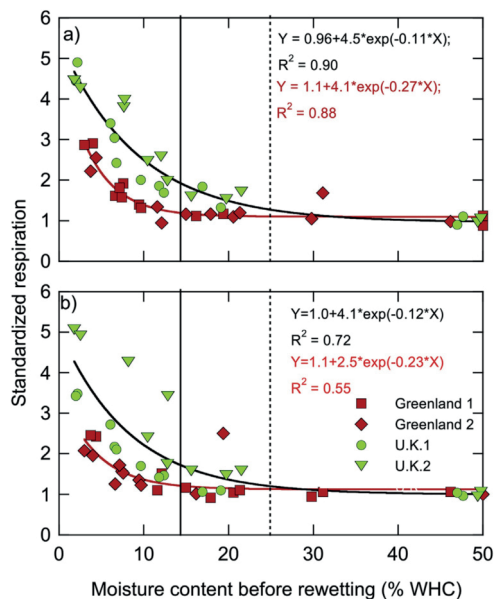 a)
Y = 0.96+4.5*exp(-0.11*X);
R² = 0.90
Y = 1.1+4.1*exp(-0.27*X);
R² = 0.88
6
5
4
3
2
1
0
Standardized respiration
b)
Y=1.0+4.1*exp(-0.12*X)
R² = 0.72
Y=1.1+2.5*exp(-0.23*X)
R² = 0.55
Greenland 1
Greenland 2
U.K.1
U.K.2
6
5
4
3
2
1
0
0 10 20 30 40 50
Moisture content before rewetting (% WHC)